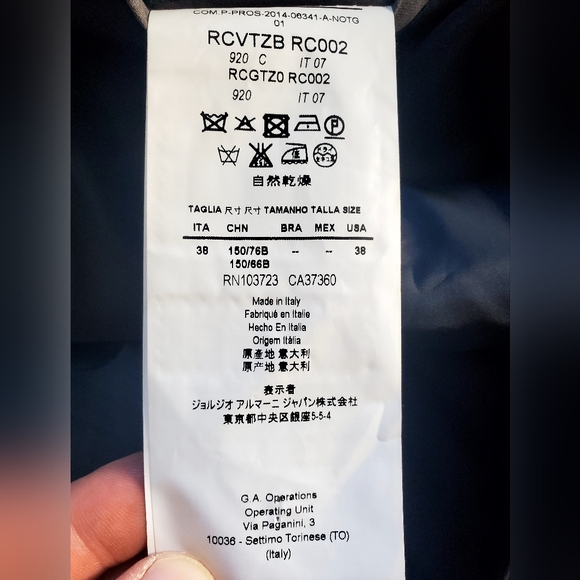 COM.P-PROS-2014-06341-A-NOTG
01
RCVTZB RC002
920 C IT 07
RCGTZ0 RC002
920 IT 07
P
自然乾燥
TAGLIA 尺寸 尺寸 TAMANHO TALLA SIZE
ITA CHN BRA MEX USA
38 150/76B -- -- 38
150/66B
RN103723 CA37360
Made in Italy
Fabriqué en Italie
Hecho En Italia
Origem Itália
原產地 意大利
原产地 意大利
表示者
ジョルジオ アルマーニ ジャパン株式会社
東京都中央区銀座5-5-4
G.A. Operations
Operating Unit
Via Paganini, 3
10036 - Settimo Torinese (TO)
(Italy)